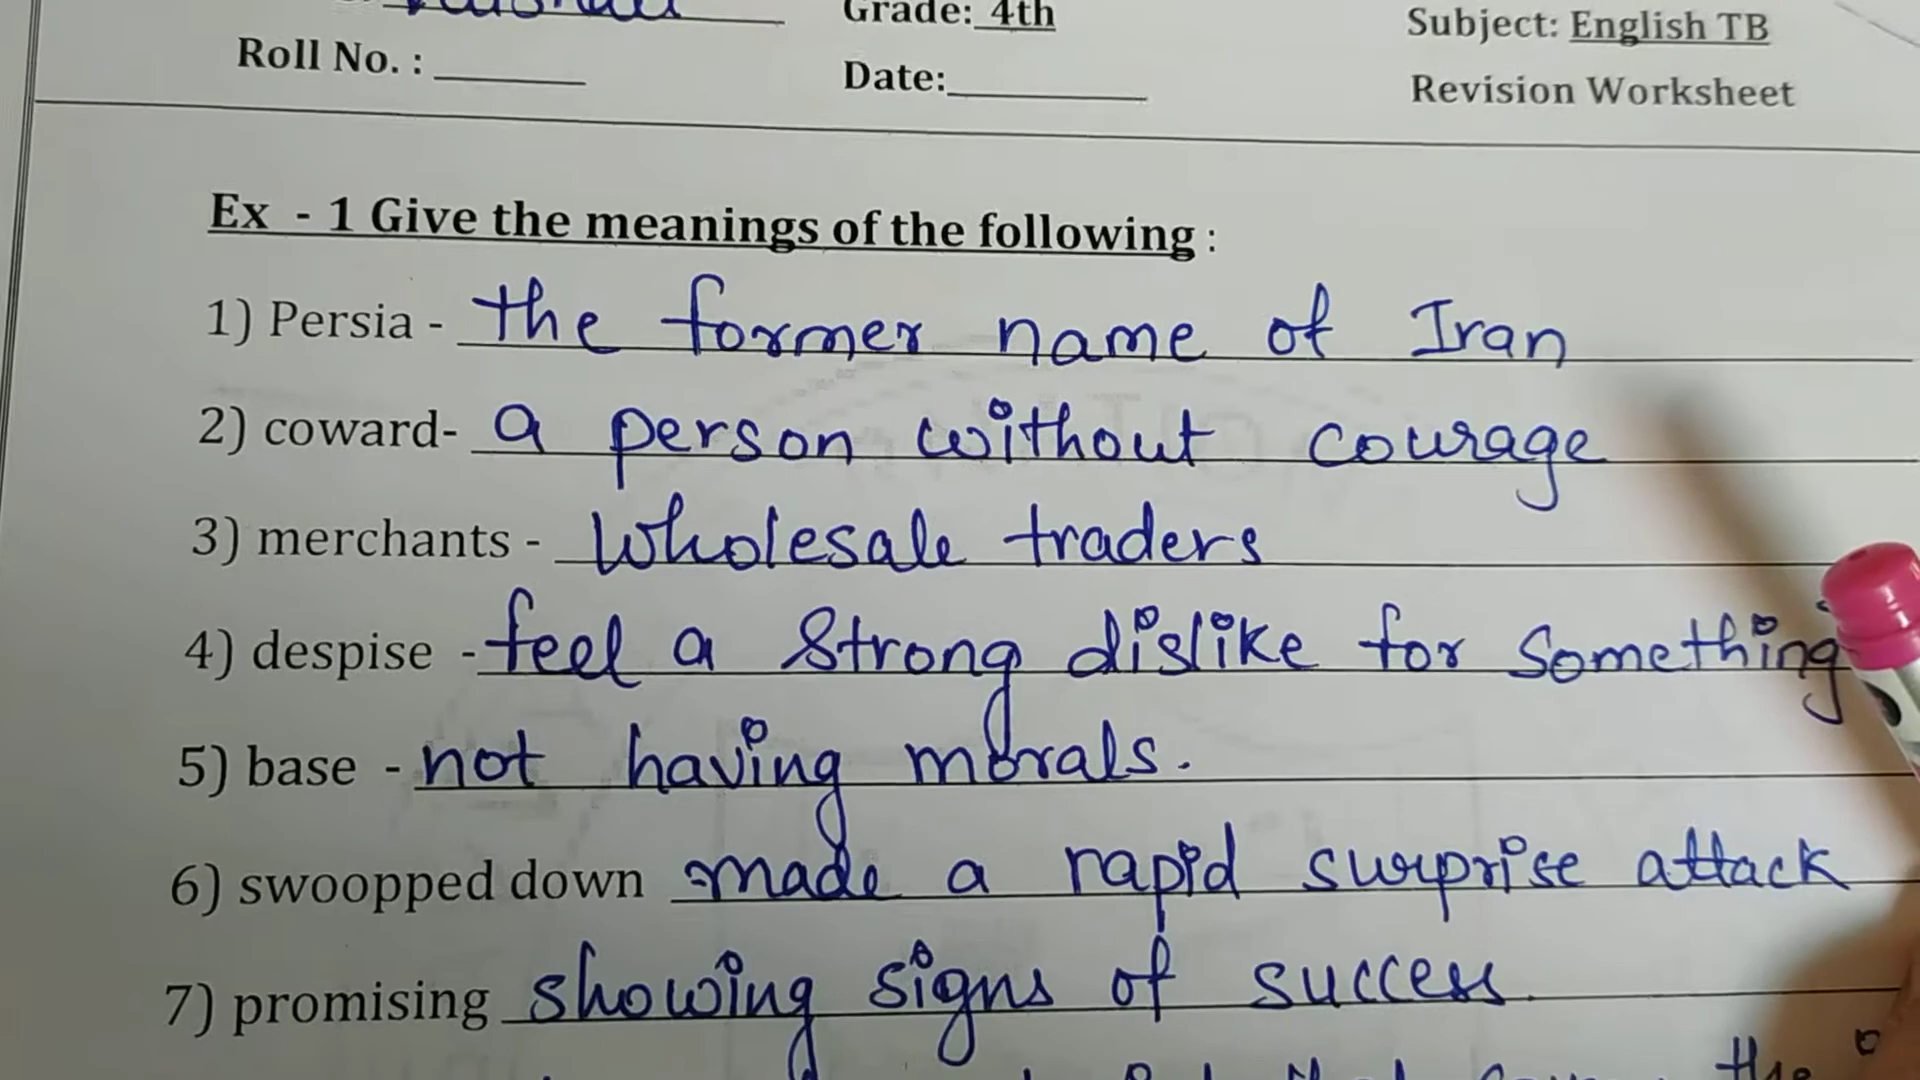 Grade: 4th
Subject: English TB
Roll No. :
Date:
Revision Worksheet
Ex - 1 Give the meanings of the following :
1) Persia - the former name of Iran
2) coward- a person without courage
3) merchants - Wholesale traders
4) despise - feel a strong dislike for something
5) base - not having morals.
6) swoopped down made a rapid surprise attack
7) promising showing signs of success.
the